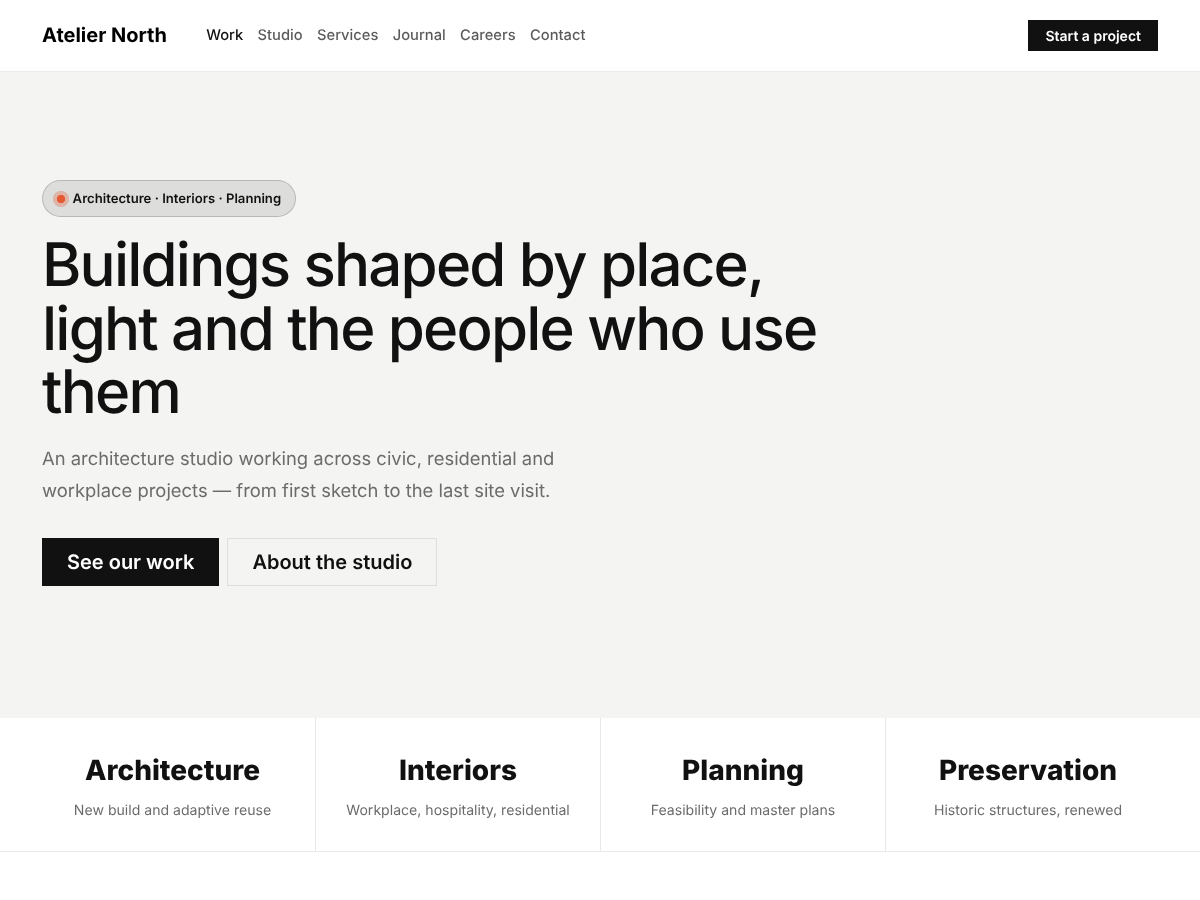 Atelier North
Work Studio Services Journal Careers Contact
Start a project
Architecture · Interiors · Planning
Buildings shaped by place,
light and the people who use
them
An architecture studio working across civic, residential and
workplace projects — from first sketch to the last site visit.
See our work
About the studio
Architecture
New build and adaptive reuse
Interiors
Workplace, hospitality, residential
Planning
Feasibility and master plans
Preservation
Historic structures, renewed